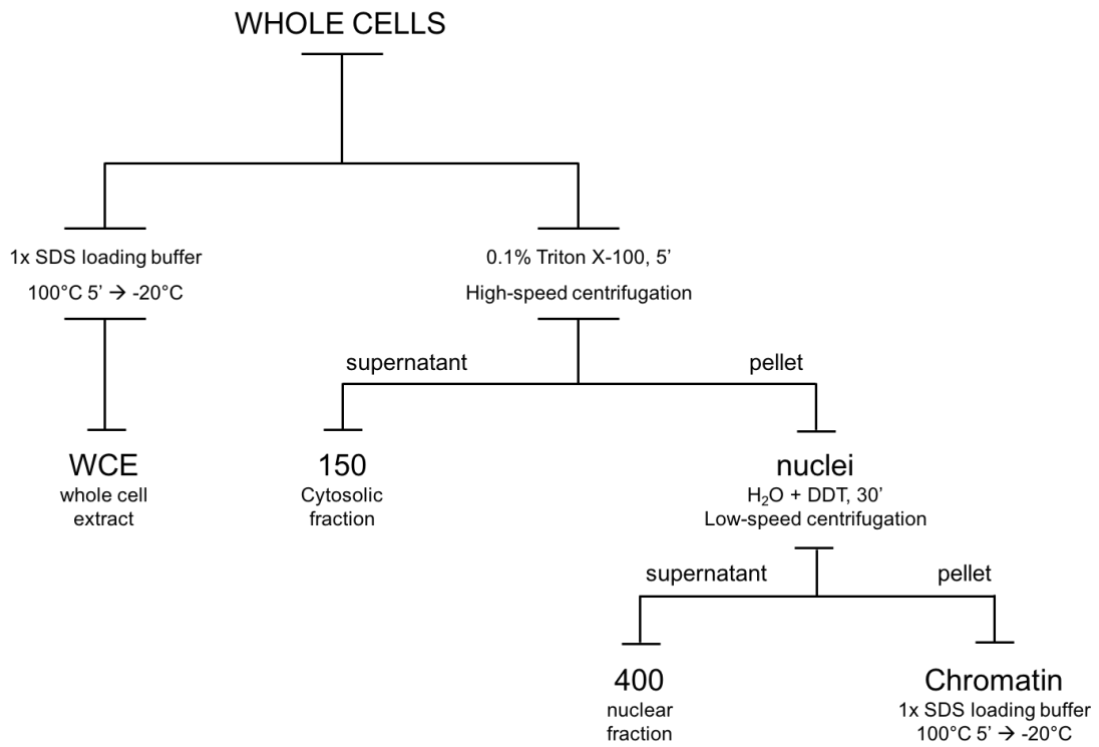 WHOLE CELLS
1x SDS loading buffer
100°C 5’ → -20°C
0.1% Triton X-100, 5’
High-speed centrifugation
supernatant
pellet
WCE
whole cell
extract
150
Cytosolic
fraction
nuclei
H₂O + DDT, 30’
Low-speed centrifugation
supernatant
pellet
400
nuclear
fraction
Chromatin
1x SDS loading buffer
100°C 5’ → -20°C